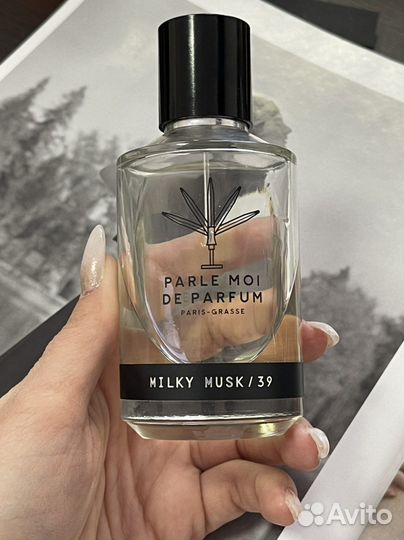 PARLE MOI
DE PARFUM
PARIS-GRASSE
MILKY MUSK/39
Avito